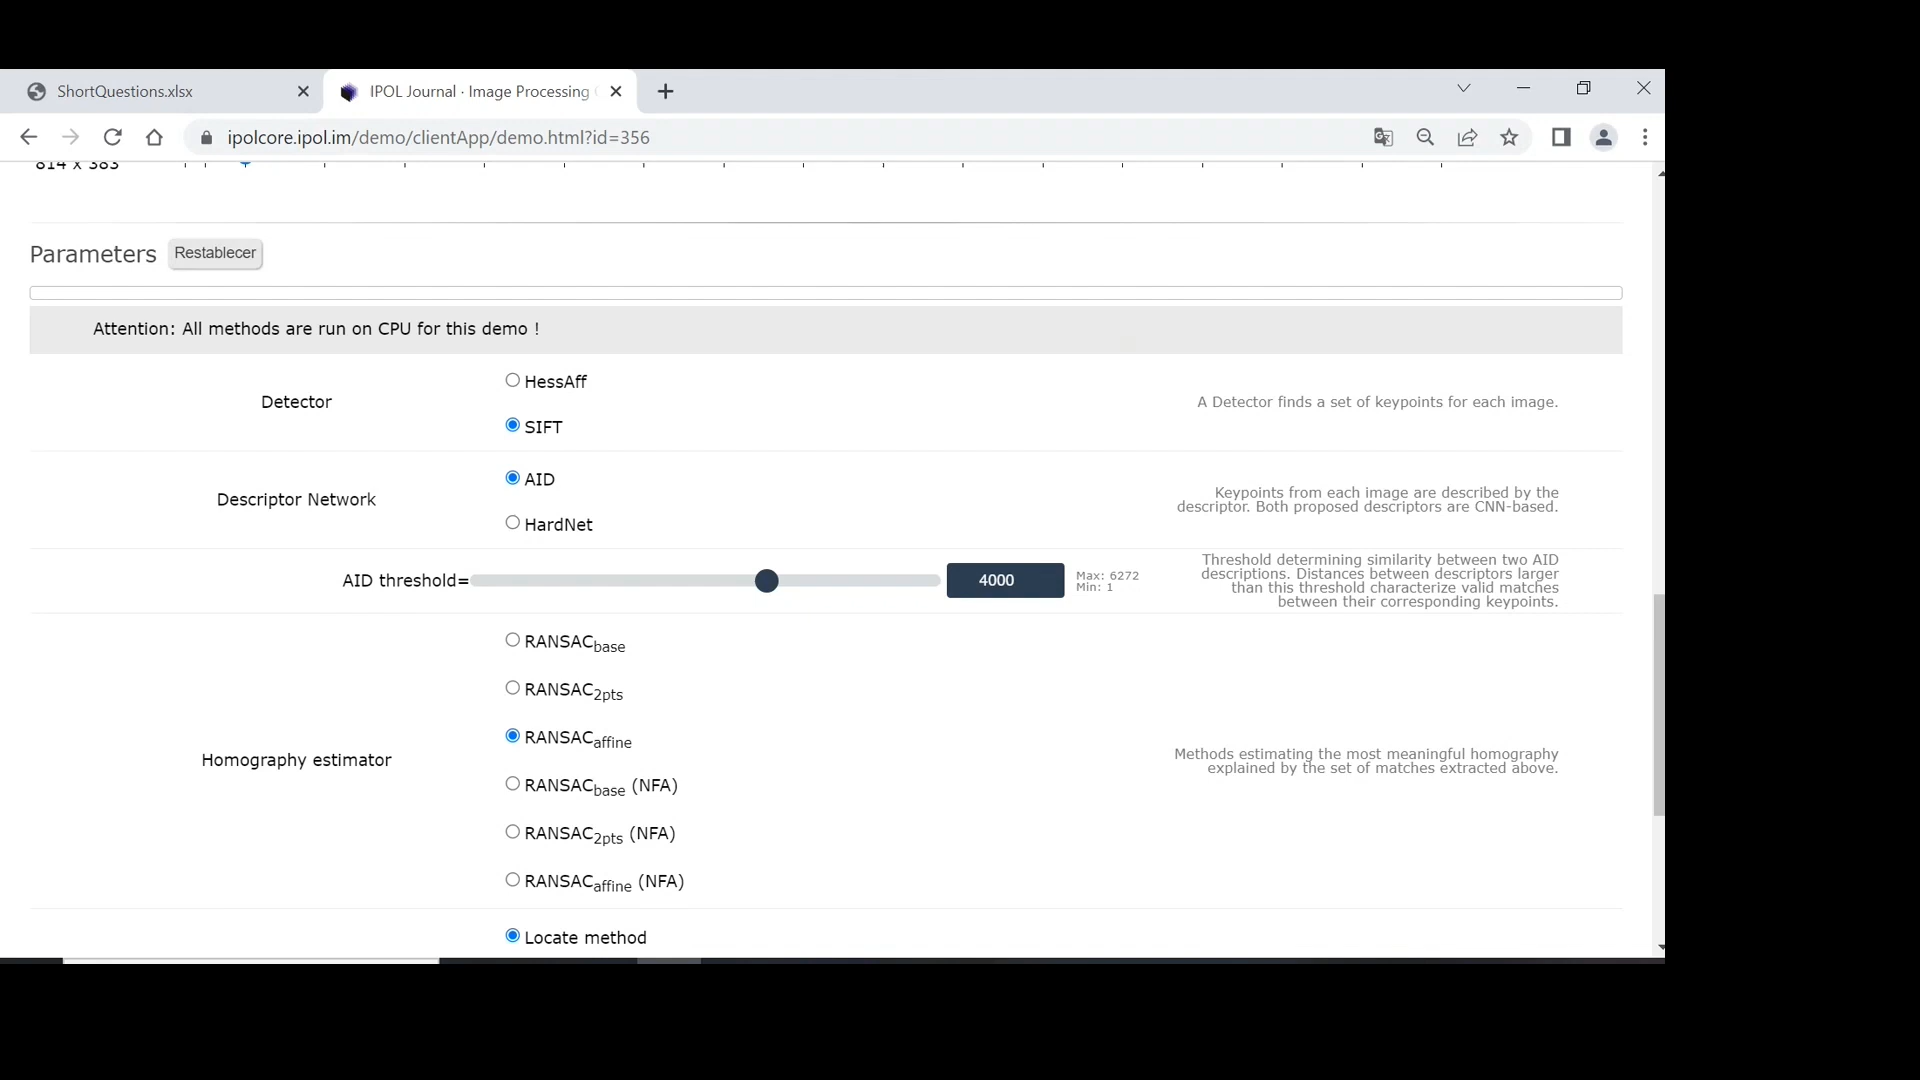 ShortQuestions.xlsx
IPOL Journal · Image Processing
ipolcore.ipol.im/demo/clientApp/demo.html?id=356
814 x 383
Parameters Restablecer
Attention: All methods are run on CPU for this demo !
HessAff
Detector
A Detector finds a set of keypoints for each image.
SIFT
AID
Descriptor Network
Keypoints from each image are described by the
descriptor. Both proposed descriptors are CNN-based.
HardNet
AID threshold=
4000
Max: 6272
Min: 1
Threshold determining similarity between two AID
descriptions. Distances between descriptors larger
than this threshold characterize valid matches
between their corresponding keypoints.
RANSACbase
RANSAC2pts
RANSACaffine
Homography estimator
Methods estimating the most meaningful homography
explained by the set of matches extracted above.
RANSACbase (NFA)
RANSAC2pts (NFA)
RANSACaffine (NFA)
Locate method